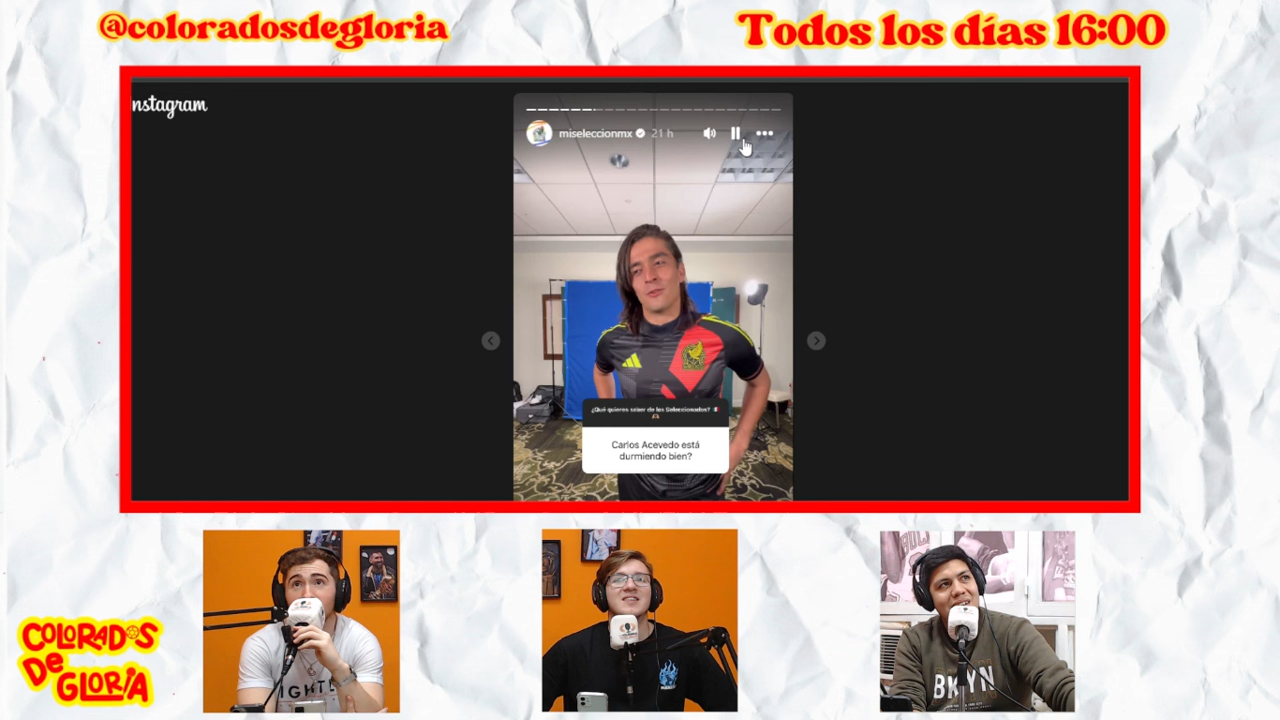 @coloradosdegloria
Todos los días 16:00
nstagram
miseleccionmx 21 h
¿Qué quieres saber de los Seleccionados?
Carlos Acevedo está
durmiendo bien?
COLORADOS
De
GLORIA
BKYN